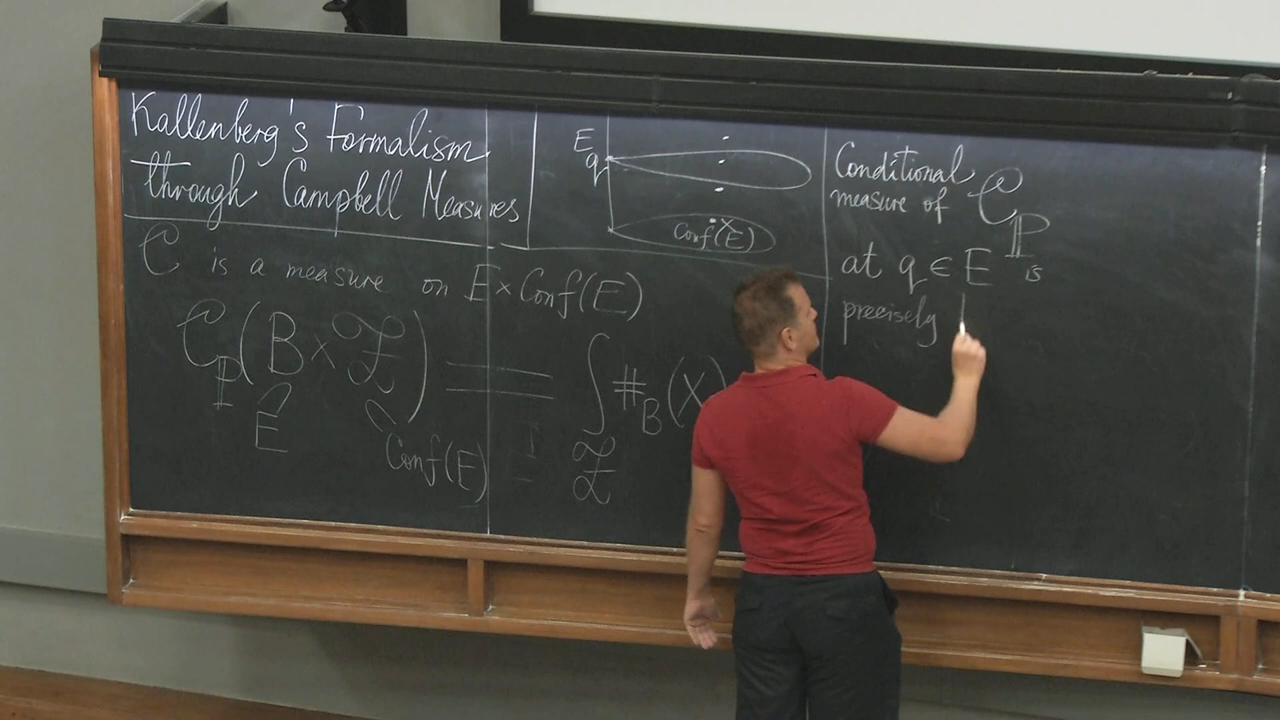 Kallenberg's Formalism
through Campbell Measures
E
q
Conf(E)
X
C is a measure on E×Conf(E)
C_P(B × Z) = ∫_Z #_B(X)
E
Conf(E)
Conditional
measure of C_P
at q ∈ E is
precisely